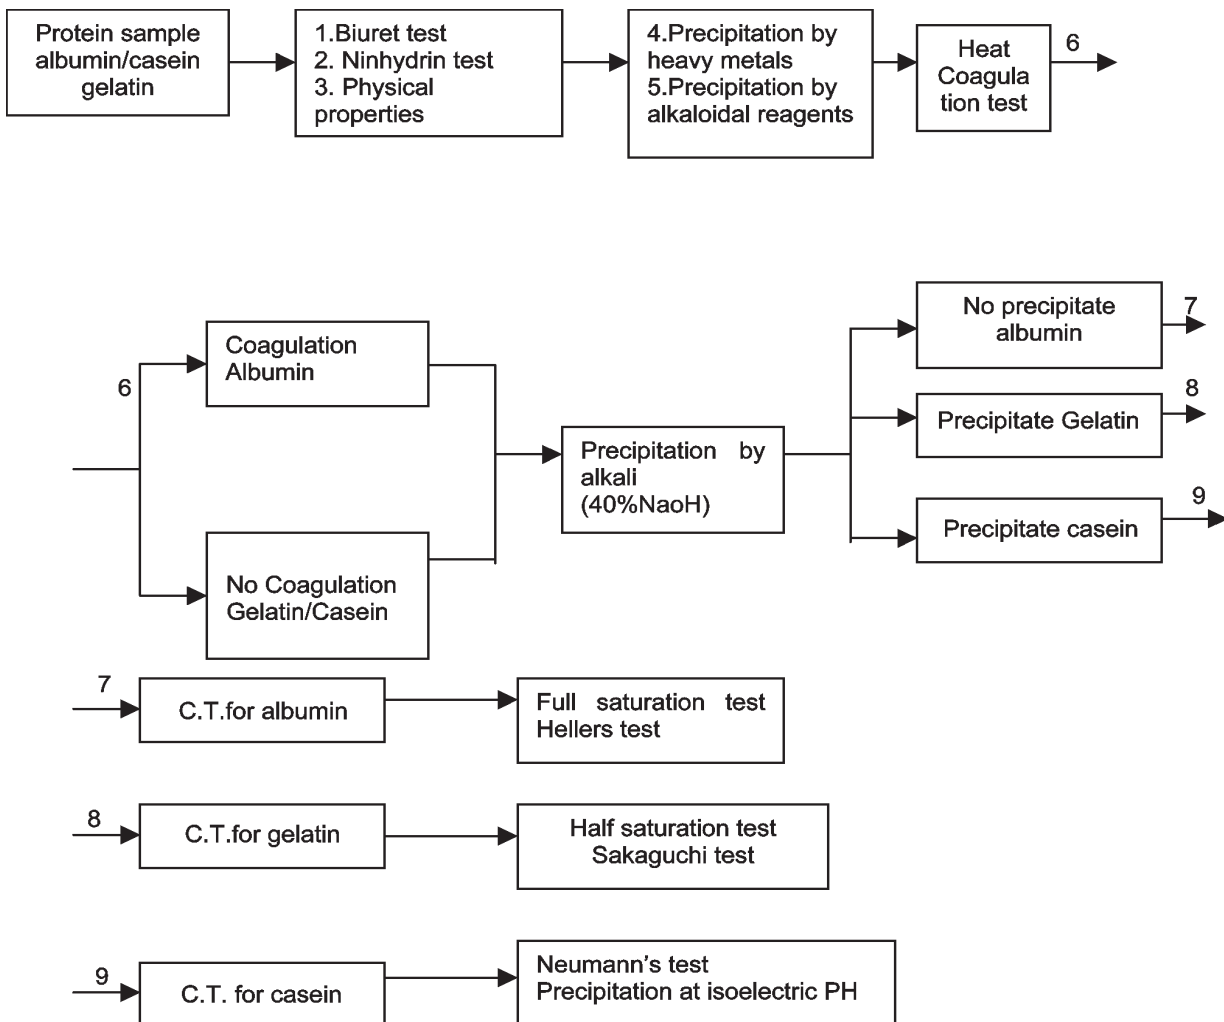 Protein sample
albumin/casein
gelatin
1.Biuret test
2. Ninhydrin test
3. Physical
properties
4.Precipitation by
heavy metals
5.Precipitation by
alkaloidal reagents
Heat
Coagula
tion test
6
6
Coagulation
Albumin
No Coagulation
Gelatin/Casein
Precipitation by
alkali
(40%NaoH)
No precipitate
albumin
7
Precipitate Gelatin
8
Precipitate casein
9
7
C.T.for albumin
Full saturation test
Hellers test
8
C.T.for gelatin
Half saturation test
Sakaguchi test
9
C.T. for casein
Neumann's test
Precipitation at isoelectric PH